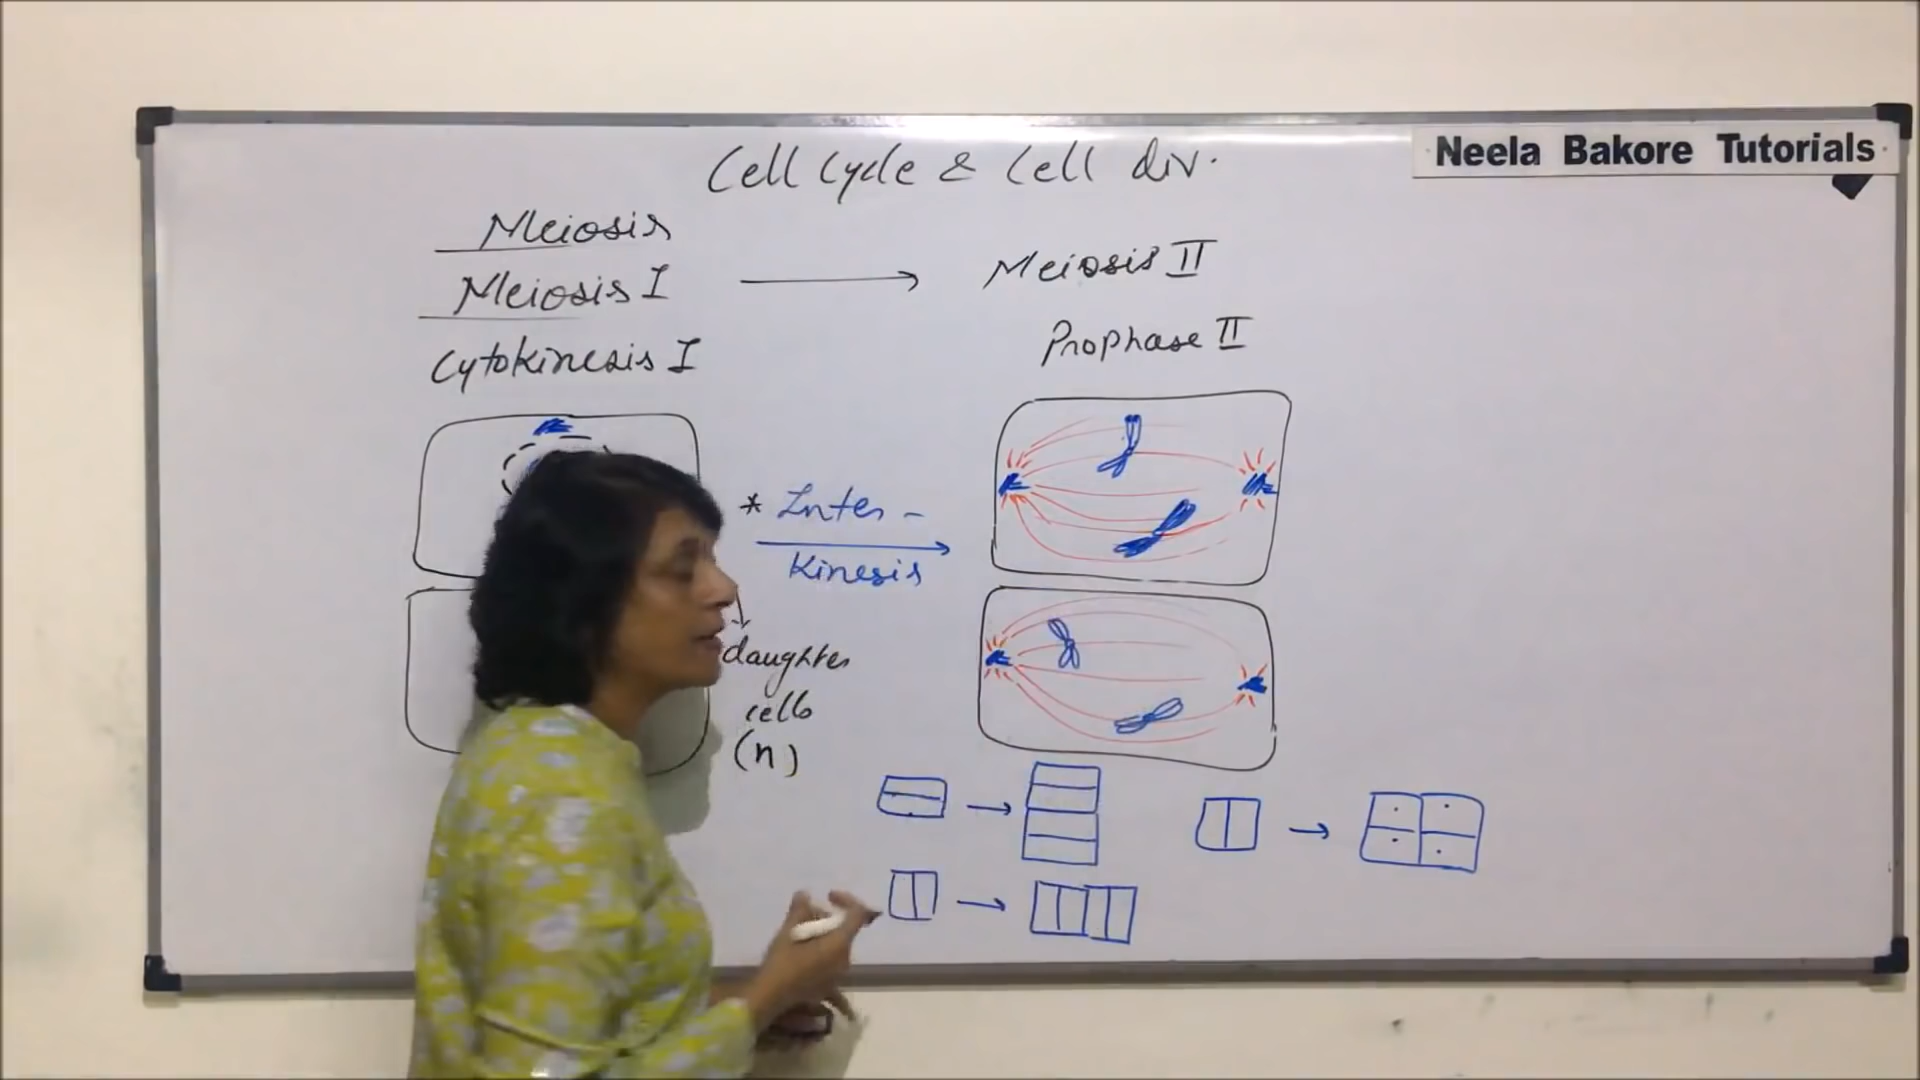 Neela Bakore Tutorials
Cell Cycle & Cell div.
Meiosis
Meiosis I
Meiosis II
Cytokinesis I
Prophase II
* Inter -
Kinesis
daughter
cells
(n)